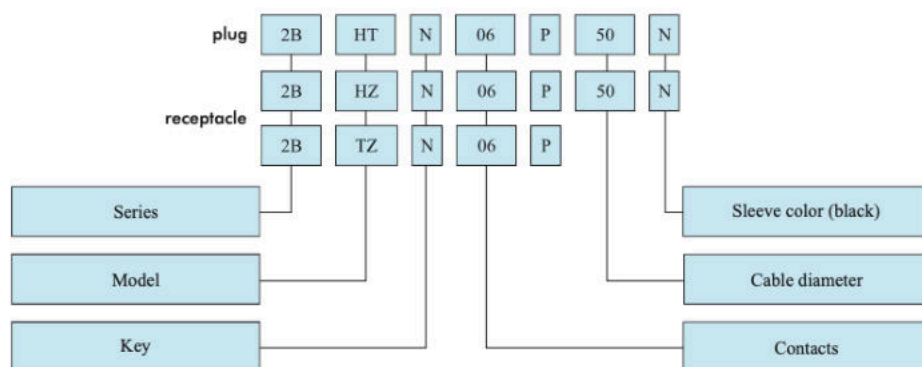 plug 2B HT N 06 P 50 N
2B HZ N 06 P 50 N
receptacle
2B TZ N 06 P
Series
Sleeve color (black)
Model
Cable diameter
Key
Contacts